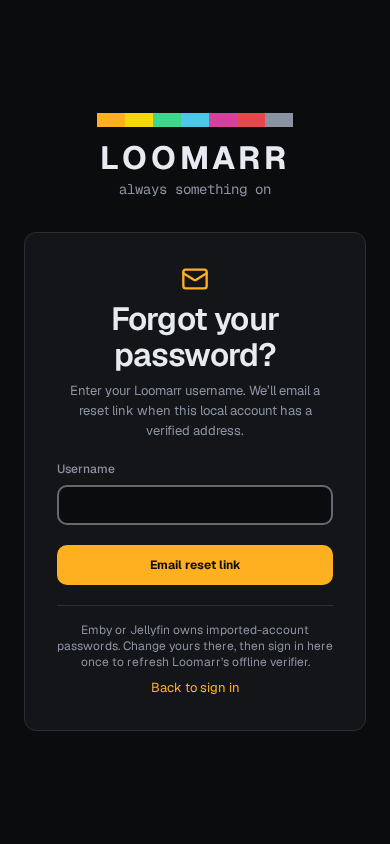 LOOMARR
always something on
Forgot your
password?
Enter your Loomarr username. We'll email a
reset link when this local account has a
verified address.
Username
Email reset link
Emby or Jellyfin owns imported-account
passwords. Change yours there, then sign in here
once to refresh Loomarr's offline verifier.
Back to sign in